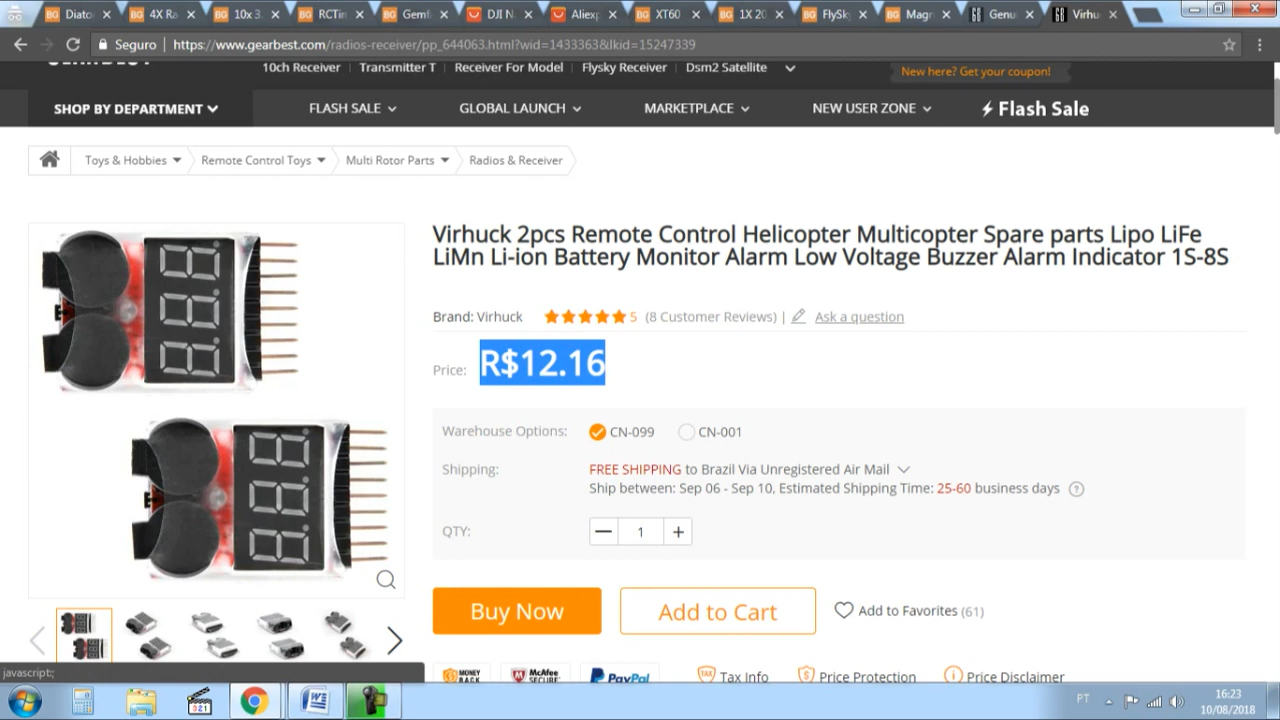 Diato
4X Ra
10x 3.
RCTin
Gemf
DJI N
Aliexp
XT60
1X 20
FlySk
Magn
Genu
Virhu
Seguro
https://www.gearbest.com/radios-receiver/pp_644063.html?wid=1433363&lkid=15247339
10ch Receiver
Transmitter T
Receiver For Model
Flysky Receiver
Dsm2 Satellite
New here? Get your coupon!
SHOP BY DEPARTMENT
FLASH SALE
GLOBAL LAUNCH
MARKETPLACE
NEW USER ZONE
Flash Sale
Toys & Hobbies
Remote Control Toys
Multi Rotor Parts
Radios & Receiver
Virhuck 2pcs Remote Control Helicopter Multicopter Spare parts Lipo LiFe
LiMn Li-ion Battery Monitor Alarm Low Voltage Buzzer Alarm Indicator 1S-8S
Brand: Virhuck
5 (8 Customer Reviews) |
Ask a question
Price: R$12.16
Warehouse Options: CN-099 CN-001
Shipping: FREE SHIPPING to Brazil Via Unregistered Air Mail
Ship between: Sep 06 - Sep 10, Estimated Shipping Time: 25-60 business days ?
QTY: 1
Buy Now
Add to Cart
Add to Favorites (61)
MONEY BACK
McAfee SECURE
PayPal
Tax Info
Price Protection
Price Disclaimer
javascript:;
321
PT
16:23
10/08/2018